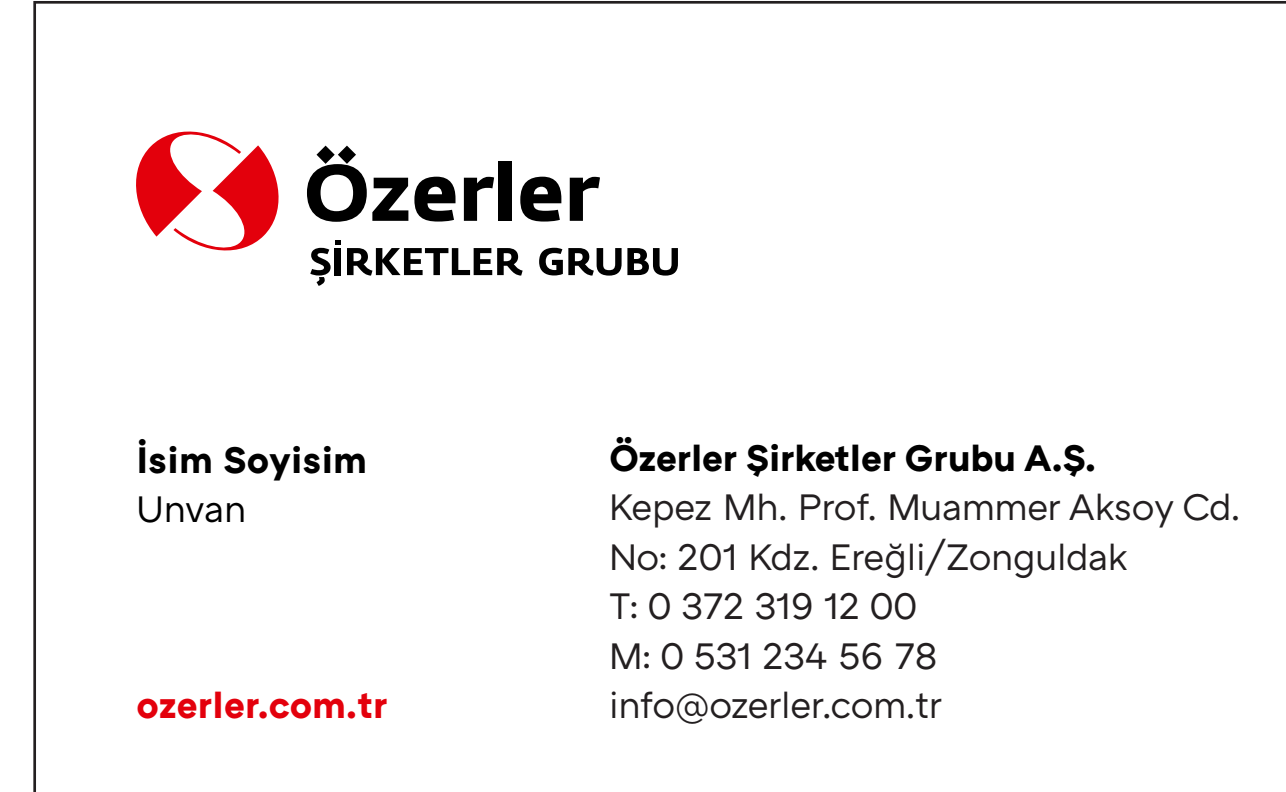 Özerler
ŞİRKETLER GRUBU
İsim Soyisim
Unvan
ozerler.com.tr
Özerler Şirketler Grubu A.Ş.
Kepez Mh. Prof. Muammer Aksoy Cd.
No: 201 Kdz. Ereğli/Zonguldak
T: 0 372 319 12 00
M: 0 531 234 56 78
info@ozerler.com.tr